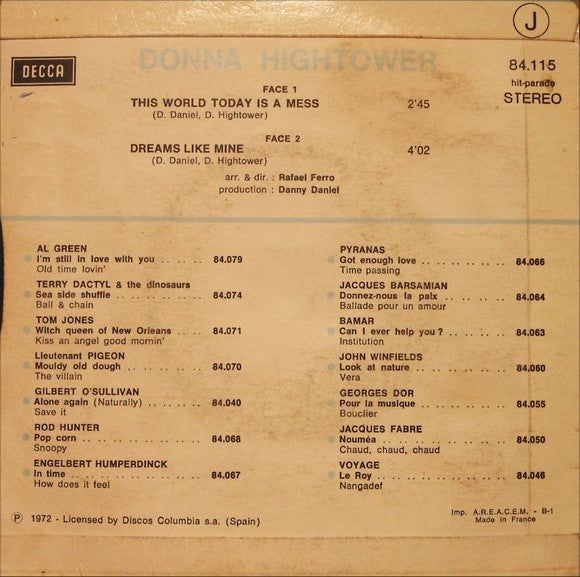 J
DONNA HIGHTOWER
DECCA
84.115
hit-parade
STEREO
FACE 1
THIS WORLD TODAY IS A MESS 2'45
(D. Daniel, D. Hightower)
FACE 2
DREAMS LIKE MINE 4'02
(D. Daniel, D. Hightower)
arr. & dir. : Rafael Ferro
production : Danny Daniel
AL GREEN
I'm still in love with you . . . . . 84.079
Old time lovin'
TERRY DACTYL & the dinosaurs
Sea side shuffle . . . . . . . . . . 84.074
Ball & chain
TOM JONES
Witch queen of New Orleans . . . . 84.071
Kiss an angel good mornin'
Lieutenant PIGEON
Mouldy old dough . . . . . . . . . 84.070
The villain
GILBERT O'SULLIVAN
Alone again (Naturally) . . . . . . 84.040
Save it
ROD HUNTER
Pop corn . . . . . . . . . . . . . 84.068
Snoopy
ENGELBERT HUMPERDINCK
In time . . . . . . . . . . . . . . 84.067
How does it feel
PYRANAS
Got enough love . . . . . . . . . . 84.066
Time passing
JACQUES BARSAMIAN
Donnez-nous la paix . . . . . . . . 84.064
Ballade pour un amour
BAMAR
Can I ever help you ? . . . . . . . 84.063
Institution
JOHN WINFIELDS
Look at nature . . . . . . . . . . . 84.060
Vera
GEORGES DOR
Pour la musique . . . . . . . . . . 84.055
Bouclier
JACQUES FABRE
Nouméa . . . . . . . . . . . . . . 84.050
Chaud, chaud, chaud
VOYAGE
Le Roy . . . . . . . . . . . . . . 84.046
Nangadef
Ⓟ 1972 - Licensed by Discos Columbia s.a. (Spain)
Imp. A.R.E.A.C.E.M. - B-1
Made in France